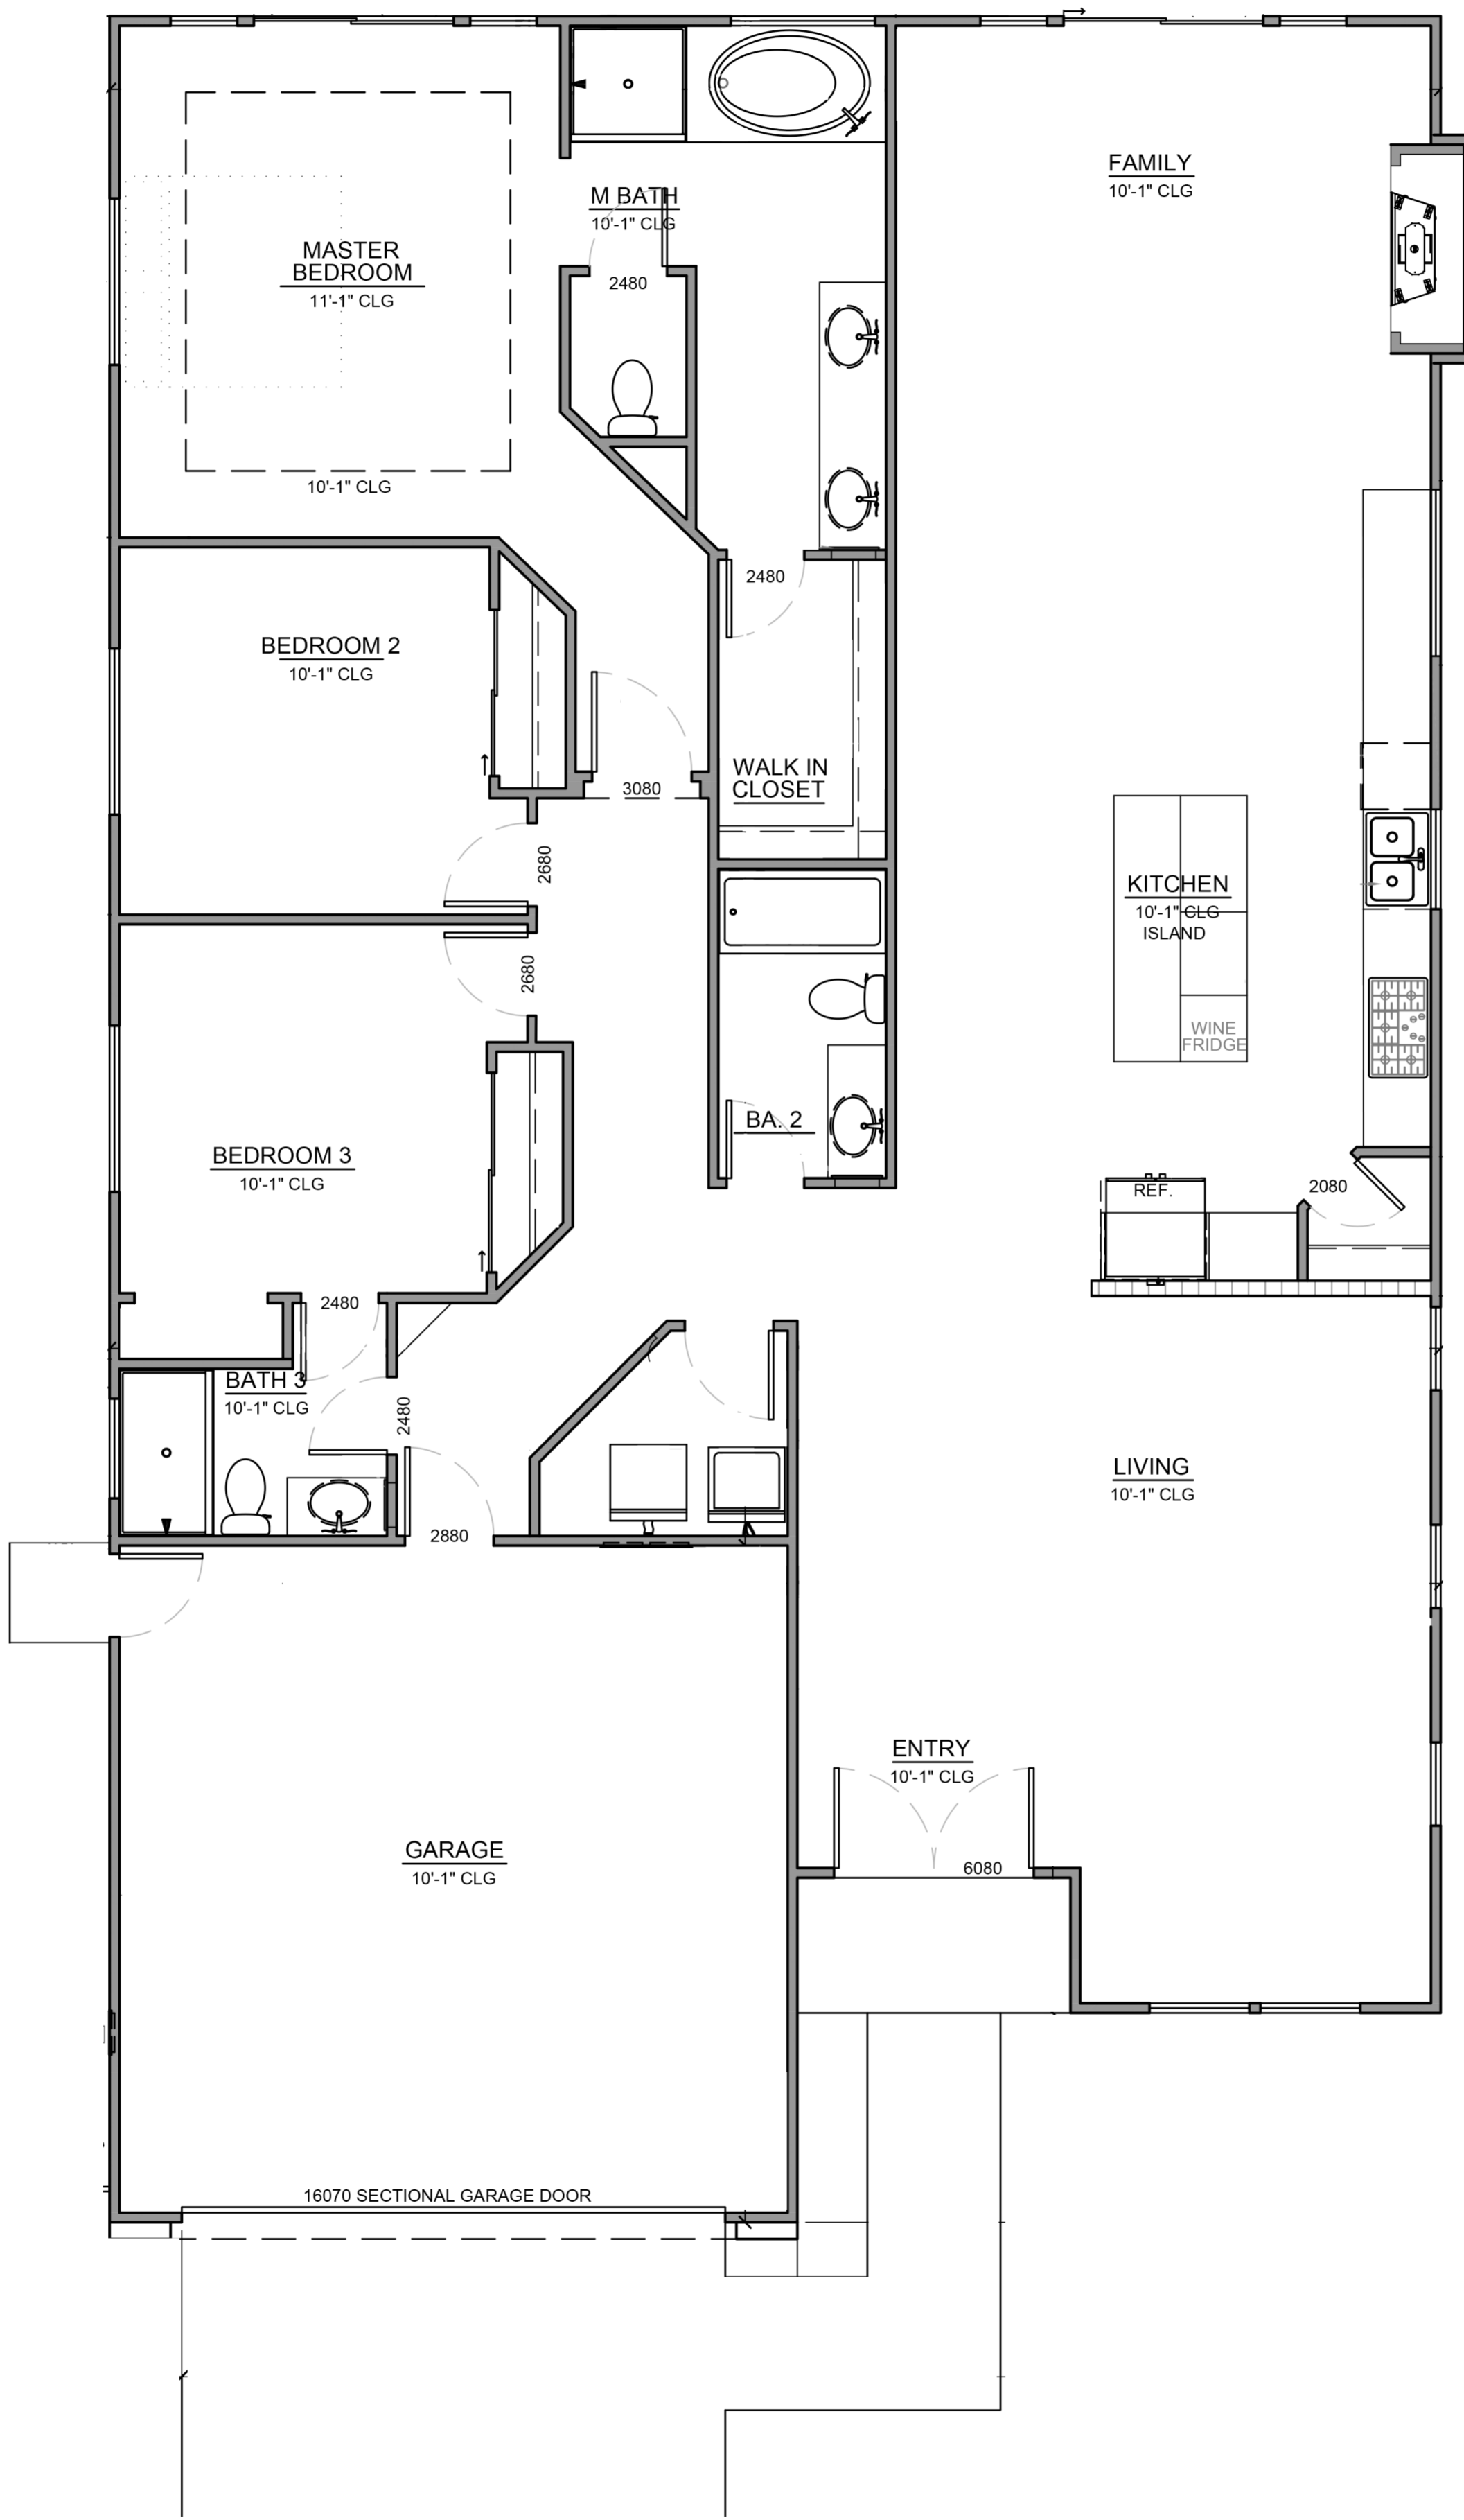 FAMILY
10'-1" CLG
M BATH
10'-1" CLG
MASTER
BEDROOM
11'-1" CLG
2480
10'-1" CLG
2480
BEDROOM 2
10'-1" CLG
WALK IN
CLOSET
3080
2680
KITCHEN
10'-1" CLG
ISLAND
2680
WINE
FRIDGE
BA. 2
BEDROOM 3
10'-1" CLG
REF.
2080
2480
BATH 3
10'-1" CLG
2480
LIVING
10'-1" CLG
2880
ENTRY
10'-1" CLG
GARAGE
10'-1" CLG
6080
16070 SECTIONAL GARAGE DOOR